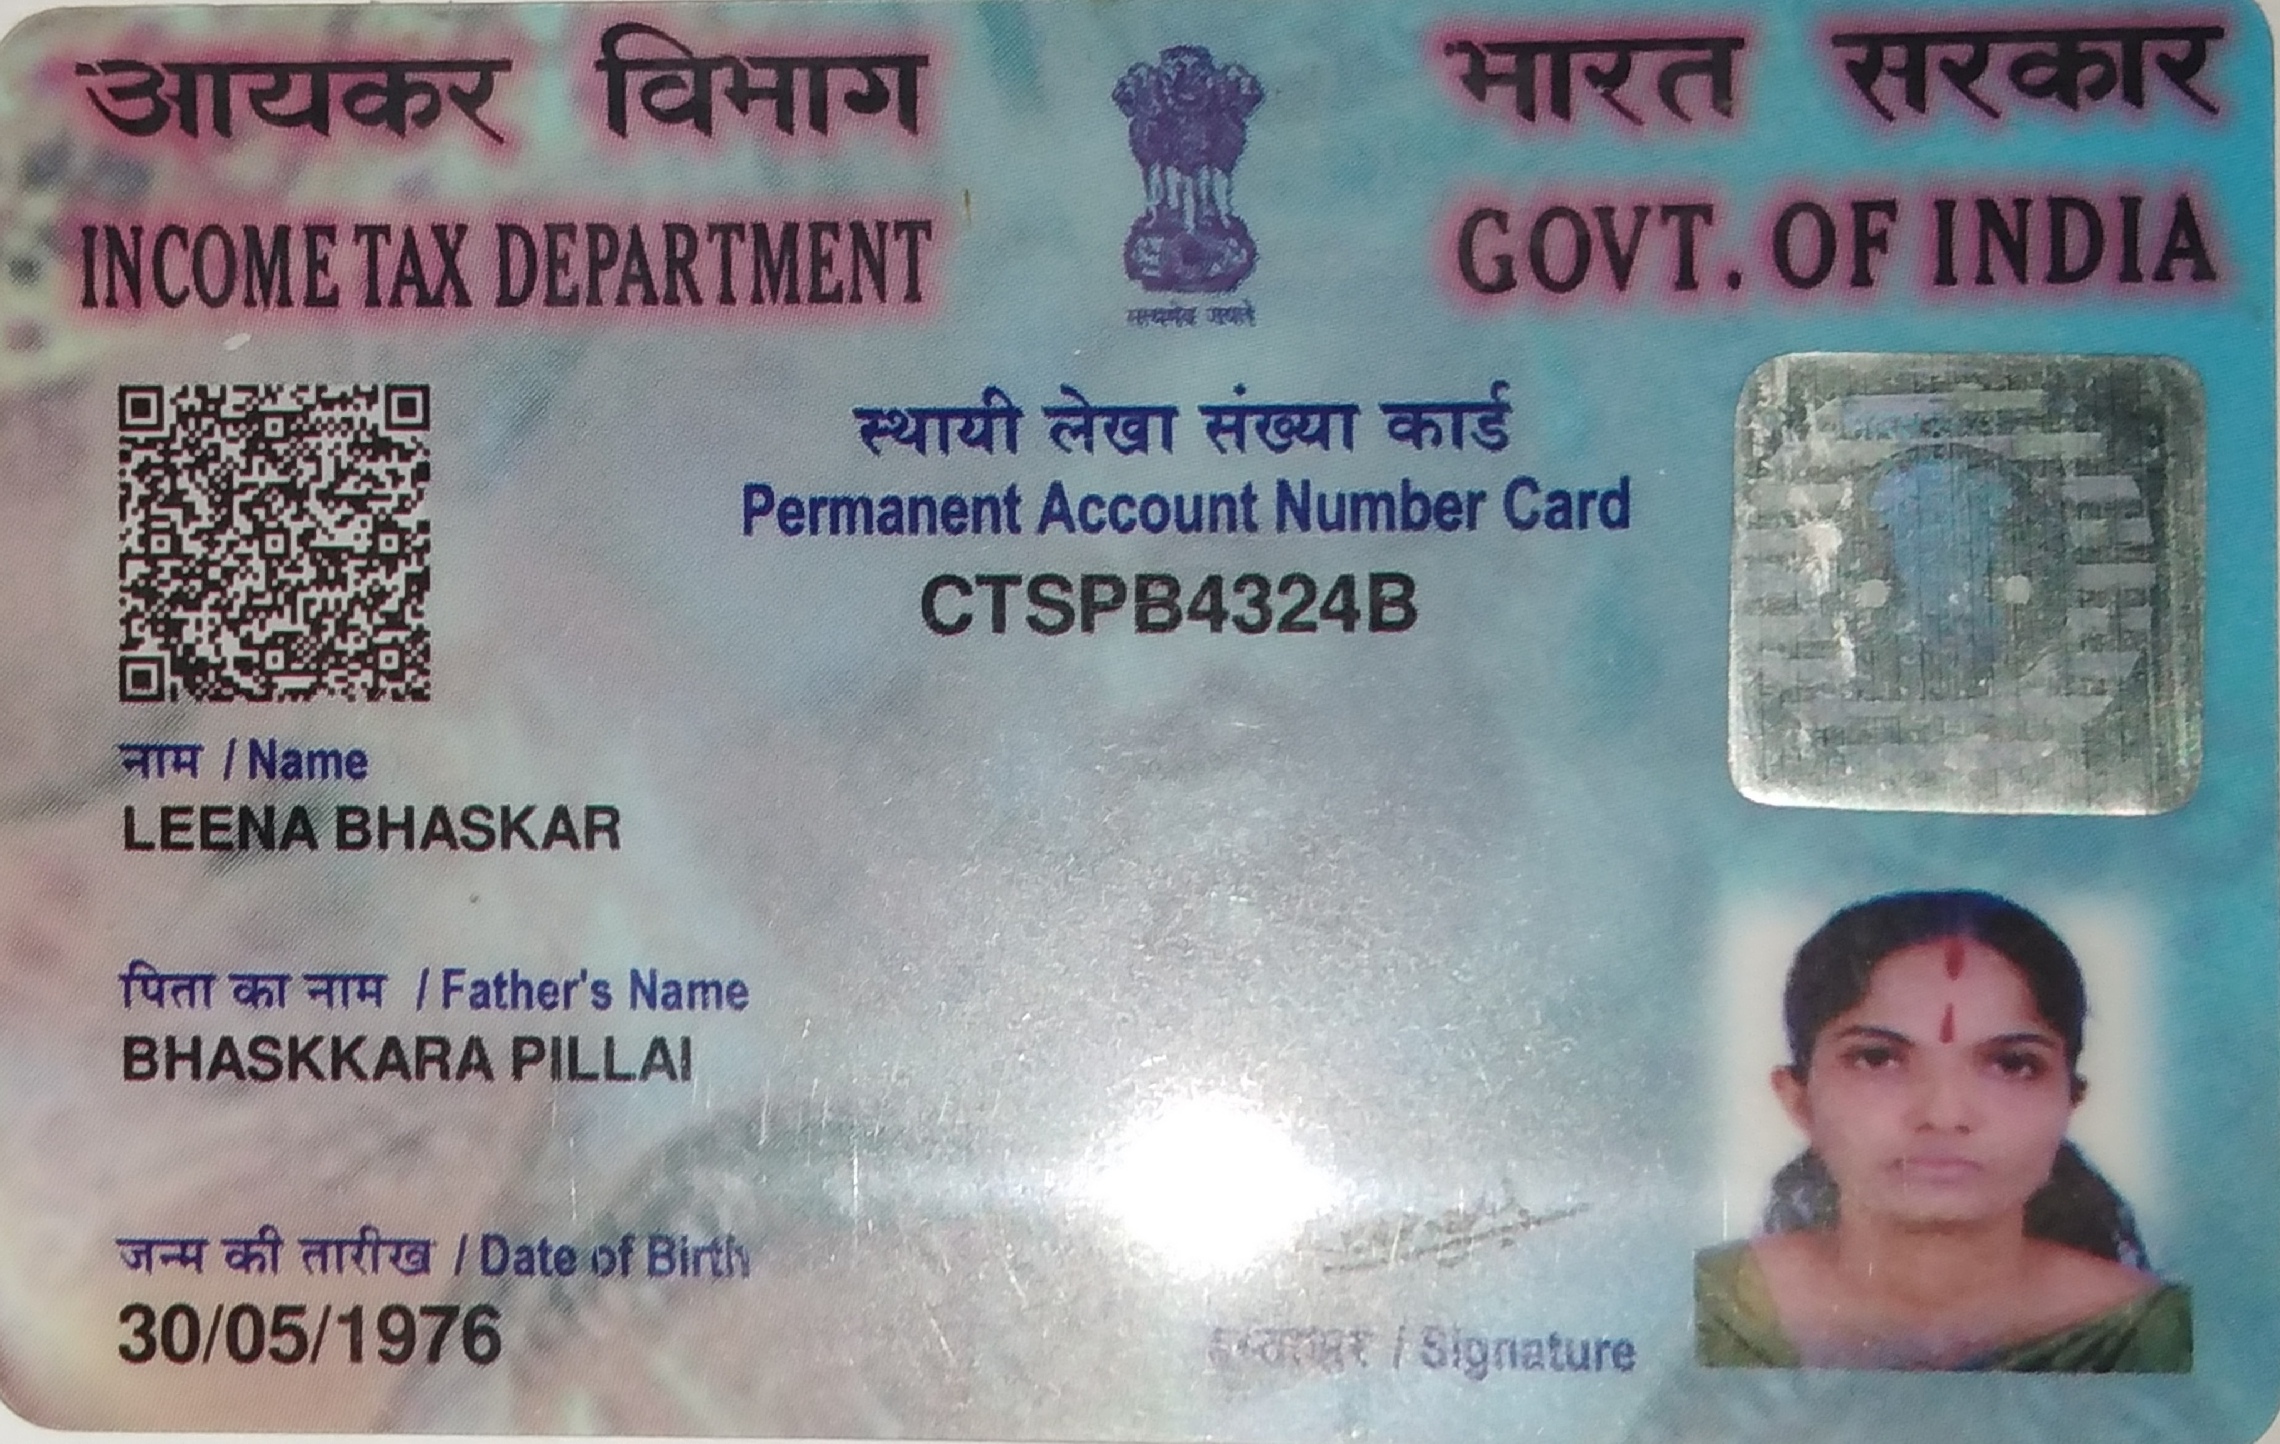 आयकर विभाग
INCOME TAX DEPARTMENT
भारत सरकार
GOVT. OF INDIA
सत्यमेव जयते
स्थायी लेखा संख्या कार्ड
Permanent Account Number Card
CTSPB4324B
नाम / Name
LEENA BHASKAR
पिता का नाम / Father's Name
BHASKKARA PILLAI
जन्म की तारीख / Date of Birth
30/05/1976
हस्ताक्षर / Signature